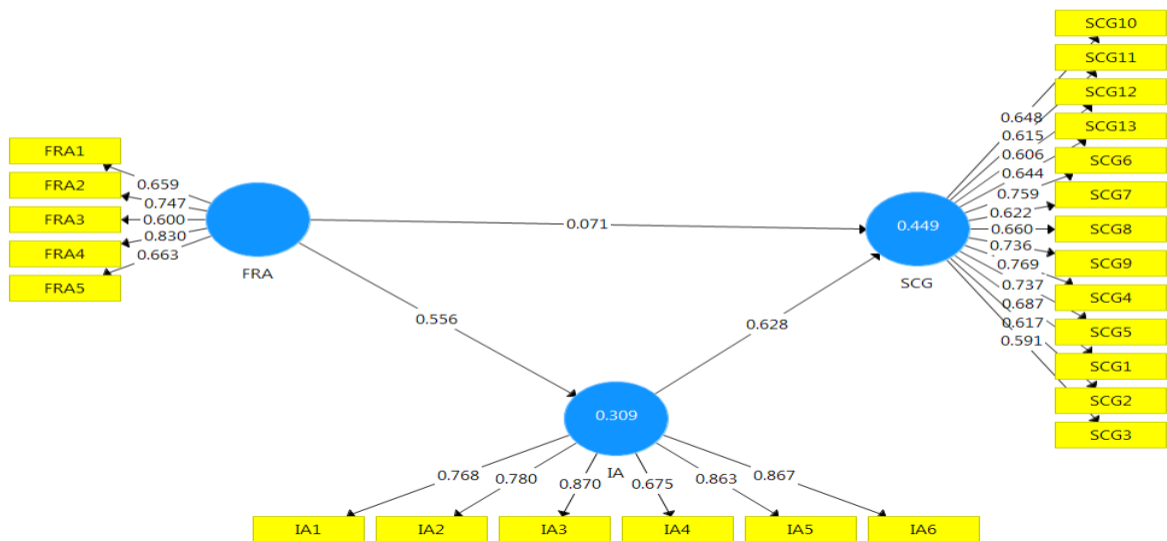 SCG10
SCG11
SCG12
SCG13
SCG6
SCG7
SCG8
SCG9
SCG4
SCG5
SCG1
SCG2
SCG3
0.648
0.615
0.606
0.644
0.759
0.622
0.660
0.736
0.769
0.737
0.687
0.617
0.591
FRA1
FRA2
FRA3
FRA4
FRA5
0.659
0.747
0.600
0.830
0.663
FRA
0.071
0.449
SCG
0.556
0.628
0.309
IA
0.768
0.780
0.870
0.675
0.863
0.867
IA1
IA2
IA3
IA4
IA5
IA6